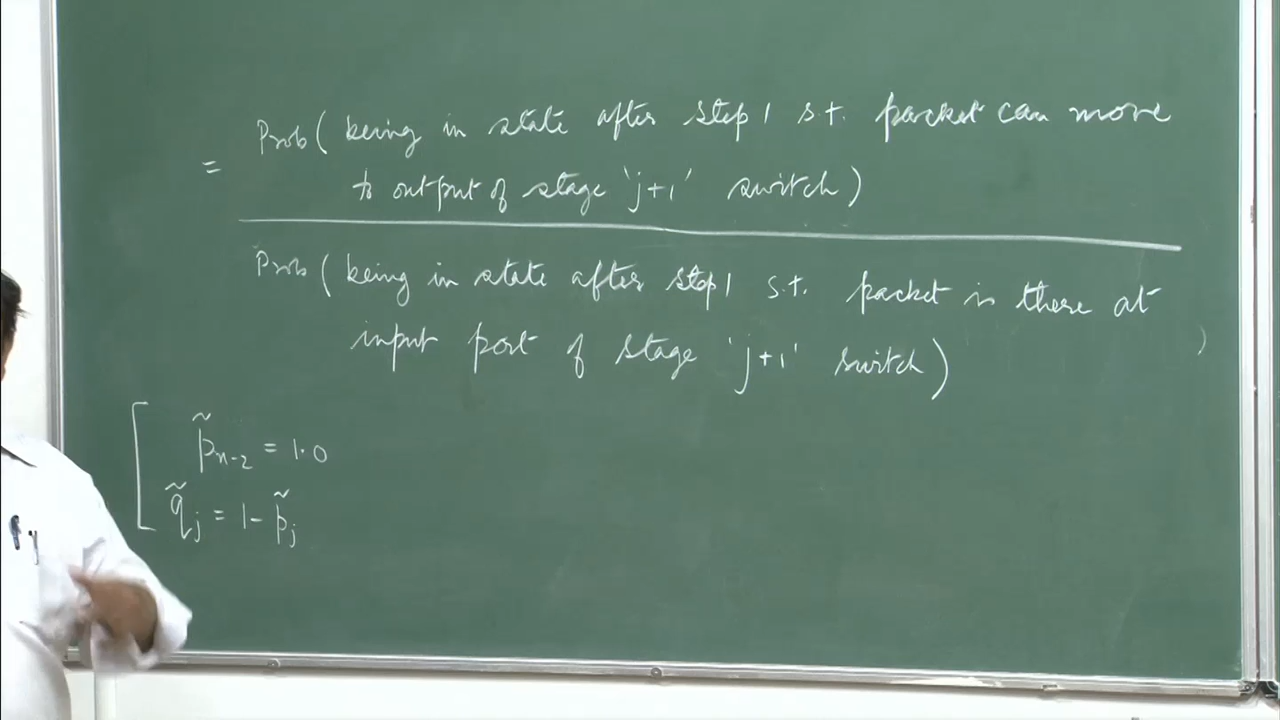 Prob ( being in state after step 1 s.t. packet can move
= to output of stage 'j+1' switch )
Prob ( being in state after step 1 s.t. packet is there at
input port of stage 'j+1' switch )
p̃ₙ₋₂ = 1.0
q̃ⱼ = 1 - p̃ⱼ